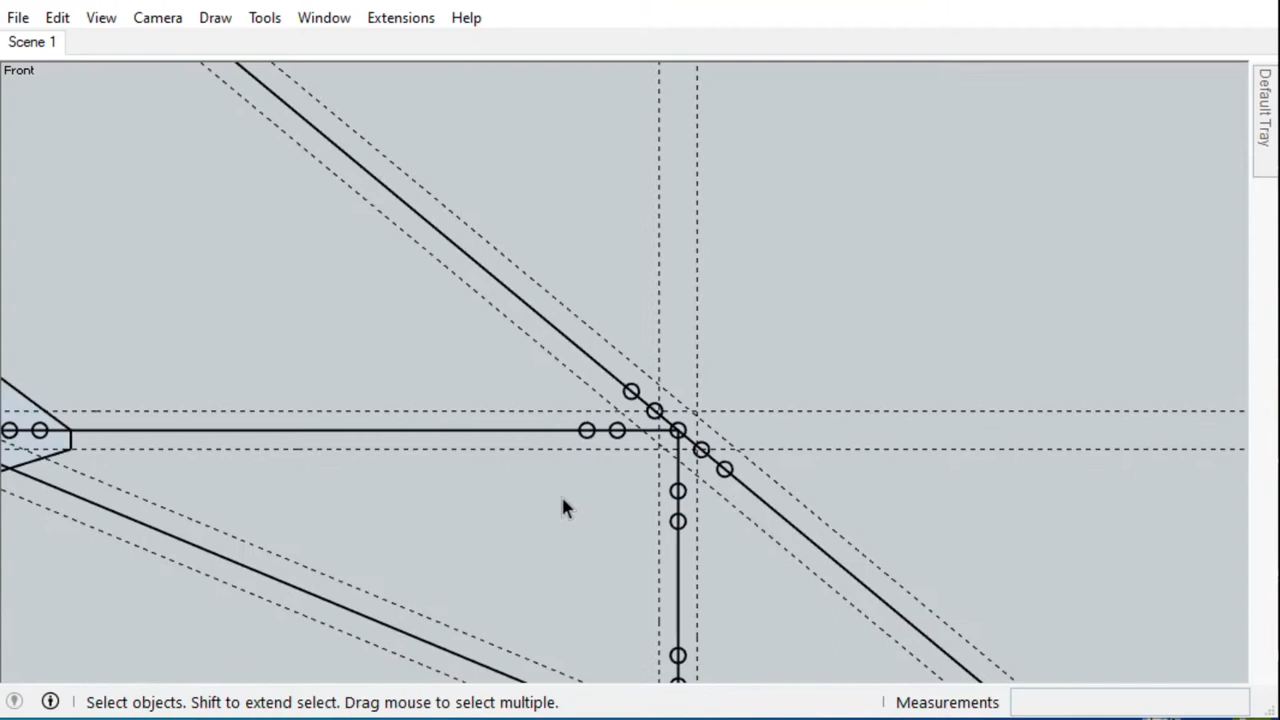 File Edit View Camera Draw Tools Window Extensions Help
Scene 1
Front
Default Tray
Select objects. Shift to extend select. Drag mouse to select multiple.
Measurements